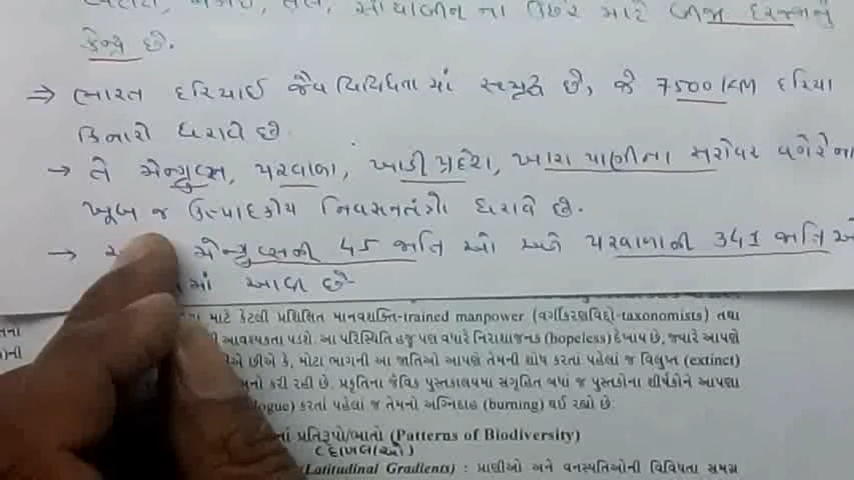 મકાઈ, તલ, સોયાબીન ના ઉછેર માટે બીજા દરજ્જાનું
કેન્દ્ર છે.
⇒ ભારત દરિયાઈ જૈવ વિવિધતા માં સમૃદ્ધ છે, જે 7500 KM દરિયા
કિનારો ધરાવે છે
→ તે મેન્ગ્રુવ્સ, પરવાળા, ખાડી પ્રદેશ, ખારા પાણીના સરોવર વગેરેના
ખૂબ જ ઉત્પાદકીય નિવસનતંત્રો ધરાવે છે.
→ મેન્ગ્રુવ્સની 45 જાતિ ઓ અને પરવાળાની 341 જાતિઓ
માં આવી છે
માટે કેટલી પ્રશિક્ષિત માનવશક્તિ-trained manpower (વર્ગીકરણવિદો-taxonomists) તથા
ની આવશ્યકતા પડશે. આ પરિસ્થિતિ હજુ પણ વધારે નિરાશાજનક (hopeless) દેખાય છે, જ્યારે આપણે
છીએ કે, મોટા ભાગની આ જાતિઓ આપણે તેમની શોધ કરતાં પહેલાં જ વિલુપ્ત (extinct)
કરી રહી છે. પ્રકૃતિના જૈવિક પુસ્તકાલયમાં સંગૃહિત બધાં જ પુસ્તકોના શીર્ષકોને આપણા
કરતાં પહેલાં જ તેમનો અગ્નિદાહ (burning) થઈ રહ્યો છે.
પ્રતિરૂપો/ભાતો (Patterns of Biodiversity)
(દાખલાઓ)
(Latitudinal Gradients) : પ્રાણીઓ અને વનસ્પતિઓની વિવિધતા સમગ્ર